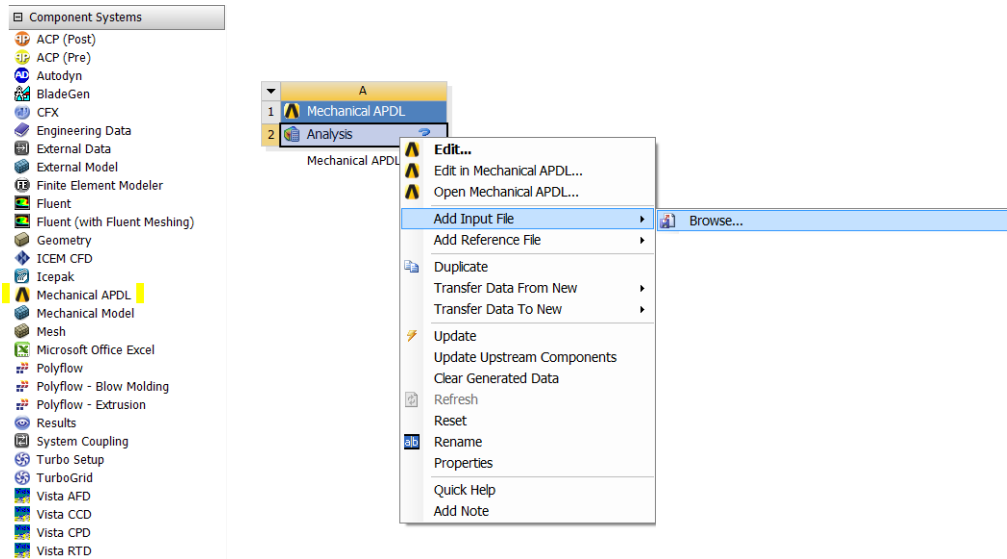 Component Systems
ACP (Post)
ACP (Pre)
Autodyn
BladeGen
CFX
Engineering Data
External Data
External Model
Finite Element Modeler
Fluent
Fluent (with Fluent Meshing)
Geometry
ICEM CFD
Icepak
Mechanical APDL
Mechanical Model
Mesh
Microsoft Office Excel
Polyflow
Polyflow - Blow Molding
Polyflow - Extrusion
Results
System Coupling
Turbo Setup
TurboGrid
Vista AFD
Vista CCD
Vista CPD
Vista RTD
A
1 Mechanical APDL
2 Analysis
Mechanical APDL
Edit...
Edit in Mechanical APDL...
Open Mechanical APDL...
Add Input File
Browse...
Add Reference File
Duplicate
Transfer Data From New
Transfer Data To New
Update
Update Upstream Components
Clear Generated Data
Refresh
Reset
Rename
Properties
Quick Help
Add Note